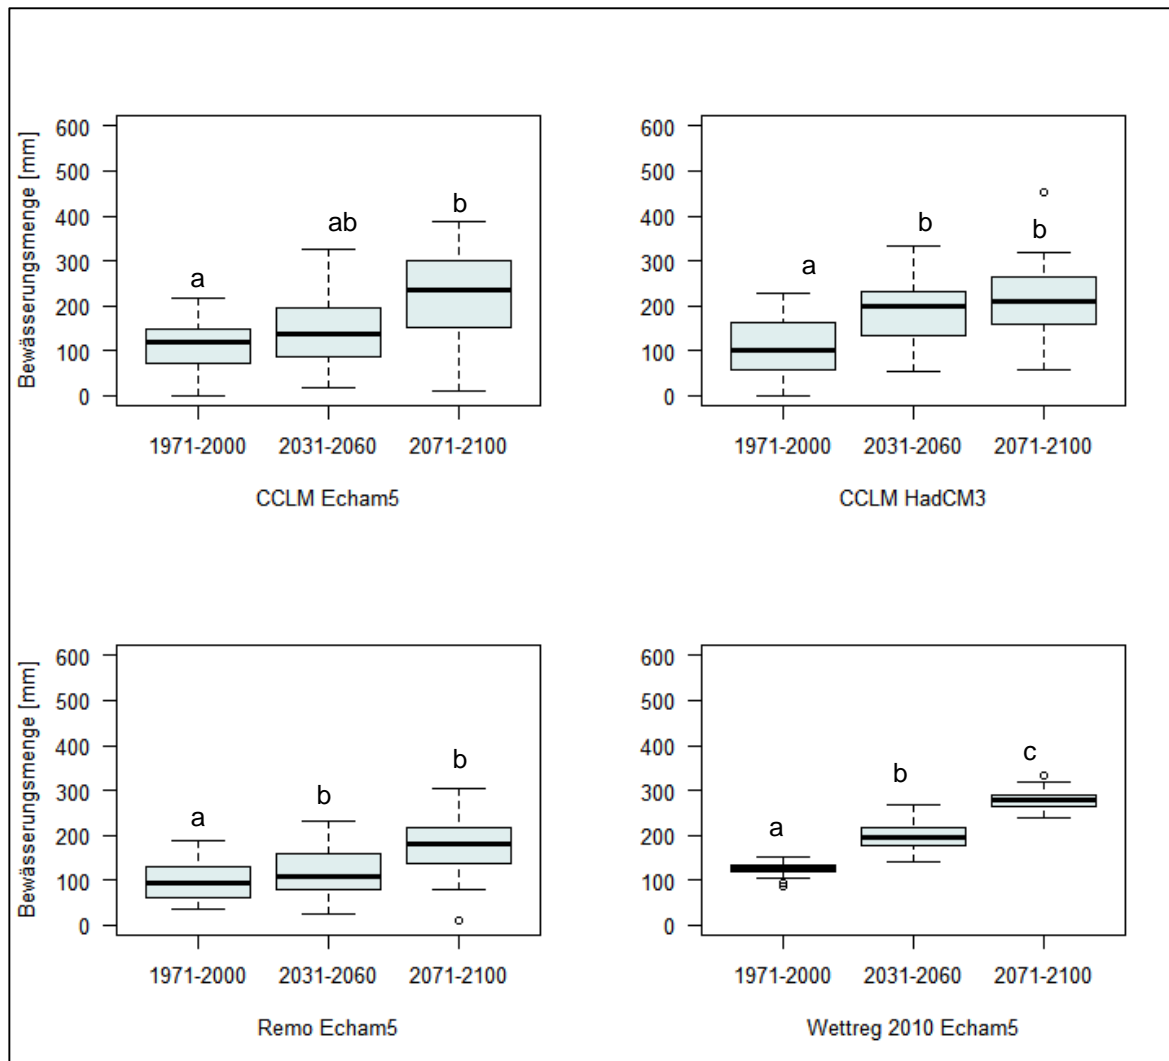 Bewässerungsmenge [mm]
600
500
400
300
200
100
0
a
ab
b
1971-2000 2031-2060 2071-2100
CCLM Echam5
600
500
400
300
200
100
0
a
b
b
1971-2000 2031-2060 2071-2100
CCLM HadCM3
Bewässerungsmenge [mm]
600
500
400
300
200
100
0
a
b
b
1971-2000 2031-2060 2071-2100
Remo Echam5
600
500
400
300
200
100
0
a
b
c
1971-2000 2031-2060 2071-2100
Wettreg 2010 Echam5